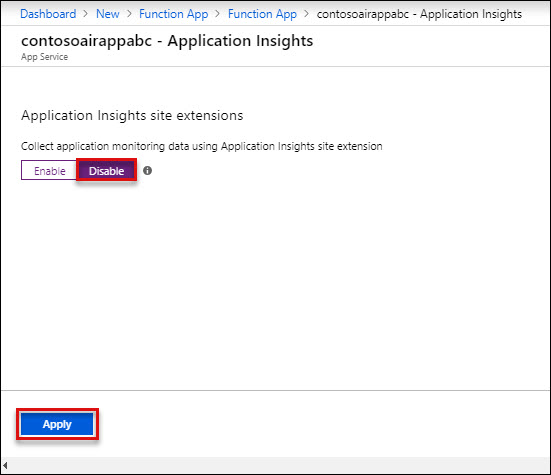 Dashboard > New > Function App > Function App > contosoairappabc - Application Insights
contosoairappabc - Application Insights
App Service
Application Insights site extensions
Collect application monitoring data using Application Insights site extension
Enable Disable
Apply